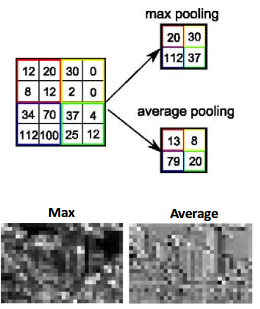 max pooling
20 30
112 37
12 20 30 0
8 12 2 0
34 70 37 4
112 100 25 12
average pooling
13 8
79 20
Max Average